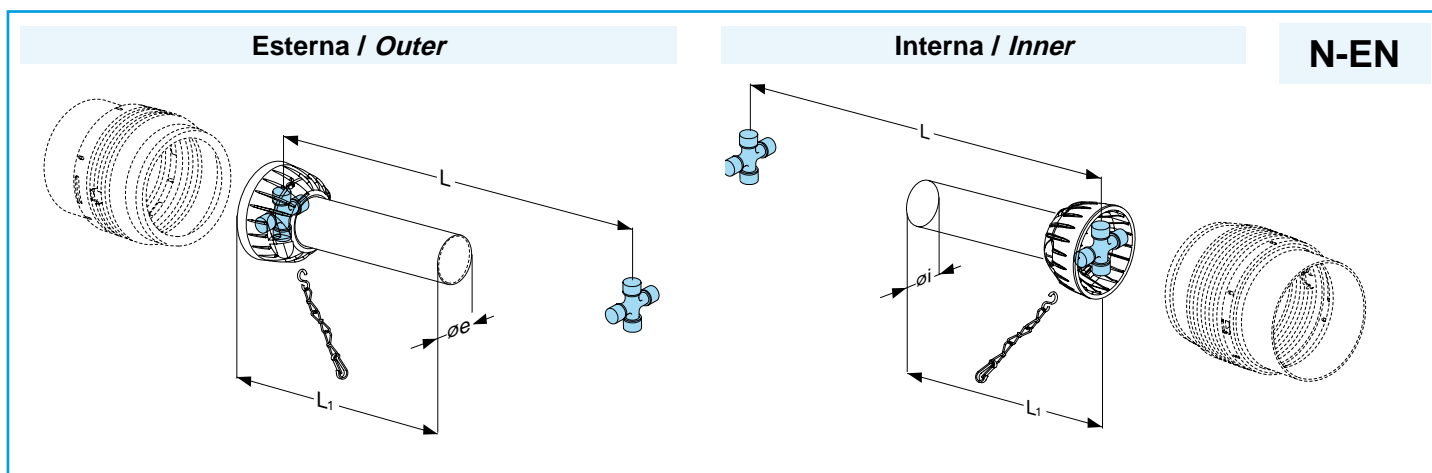 Esterna / Outer
Interna / Inner
N-EN
L
øe
L₁
L
øi
L₁